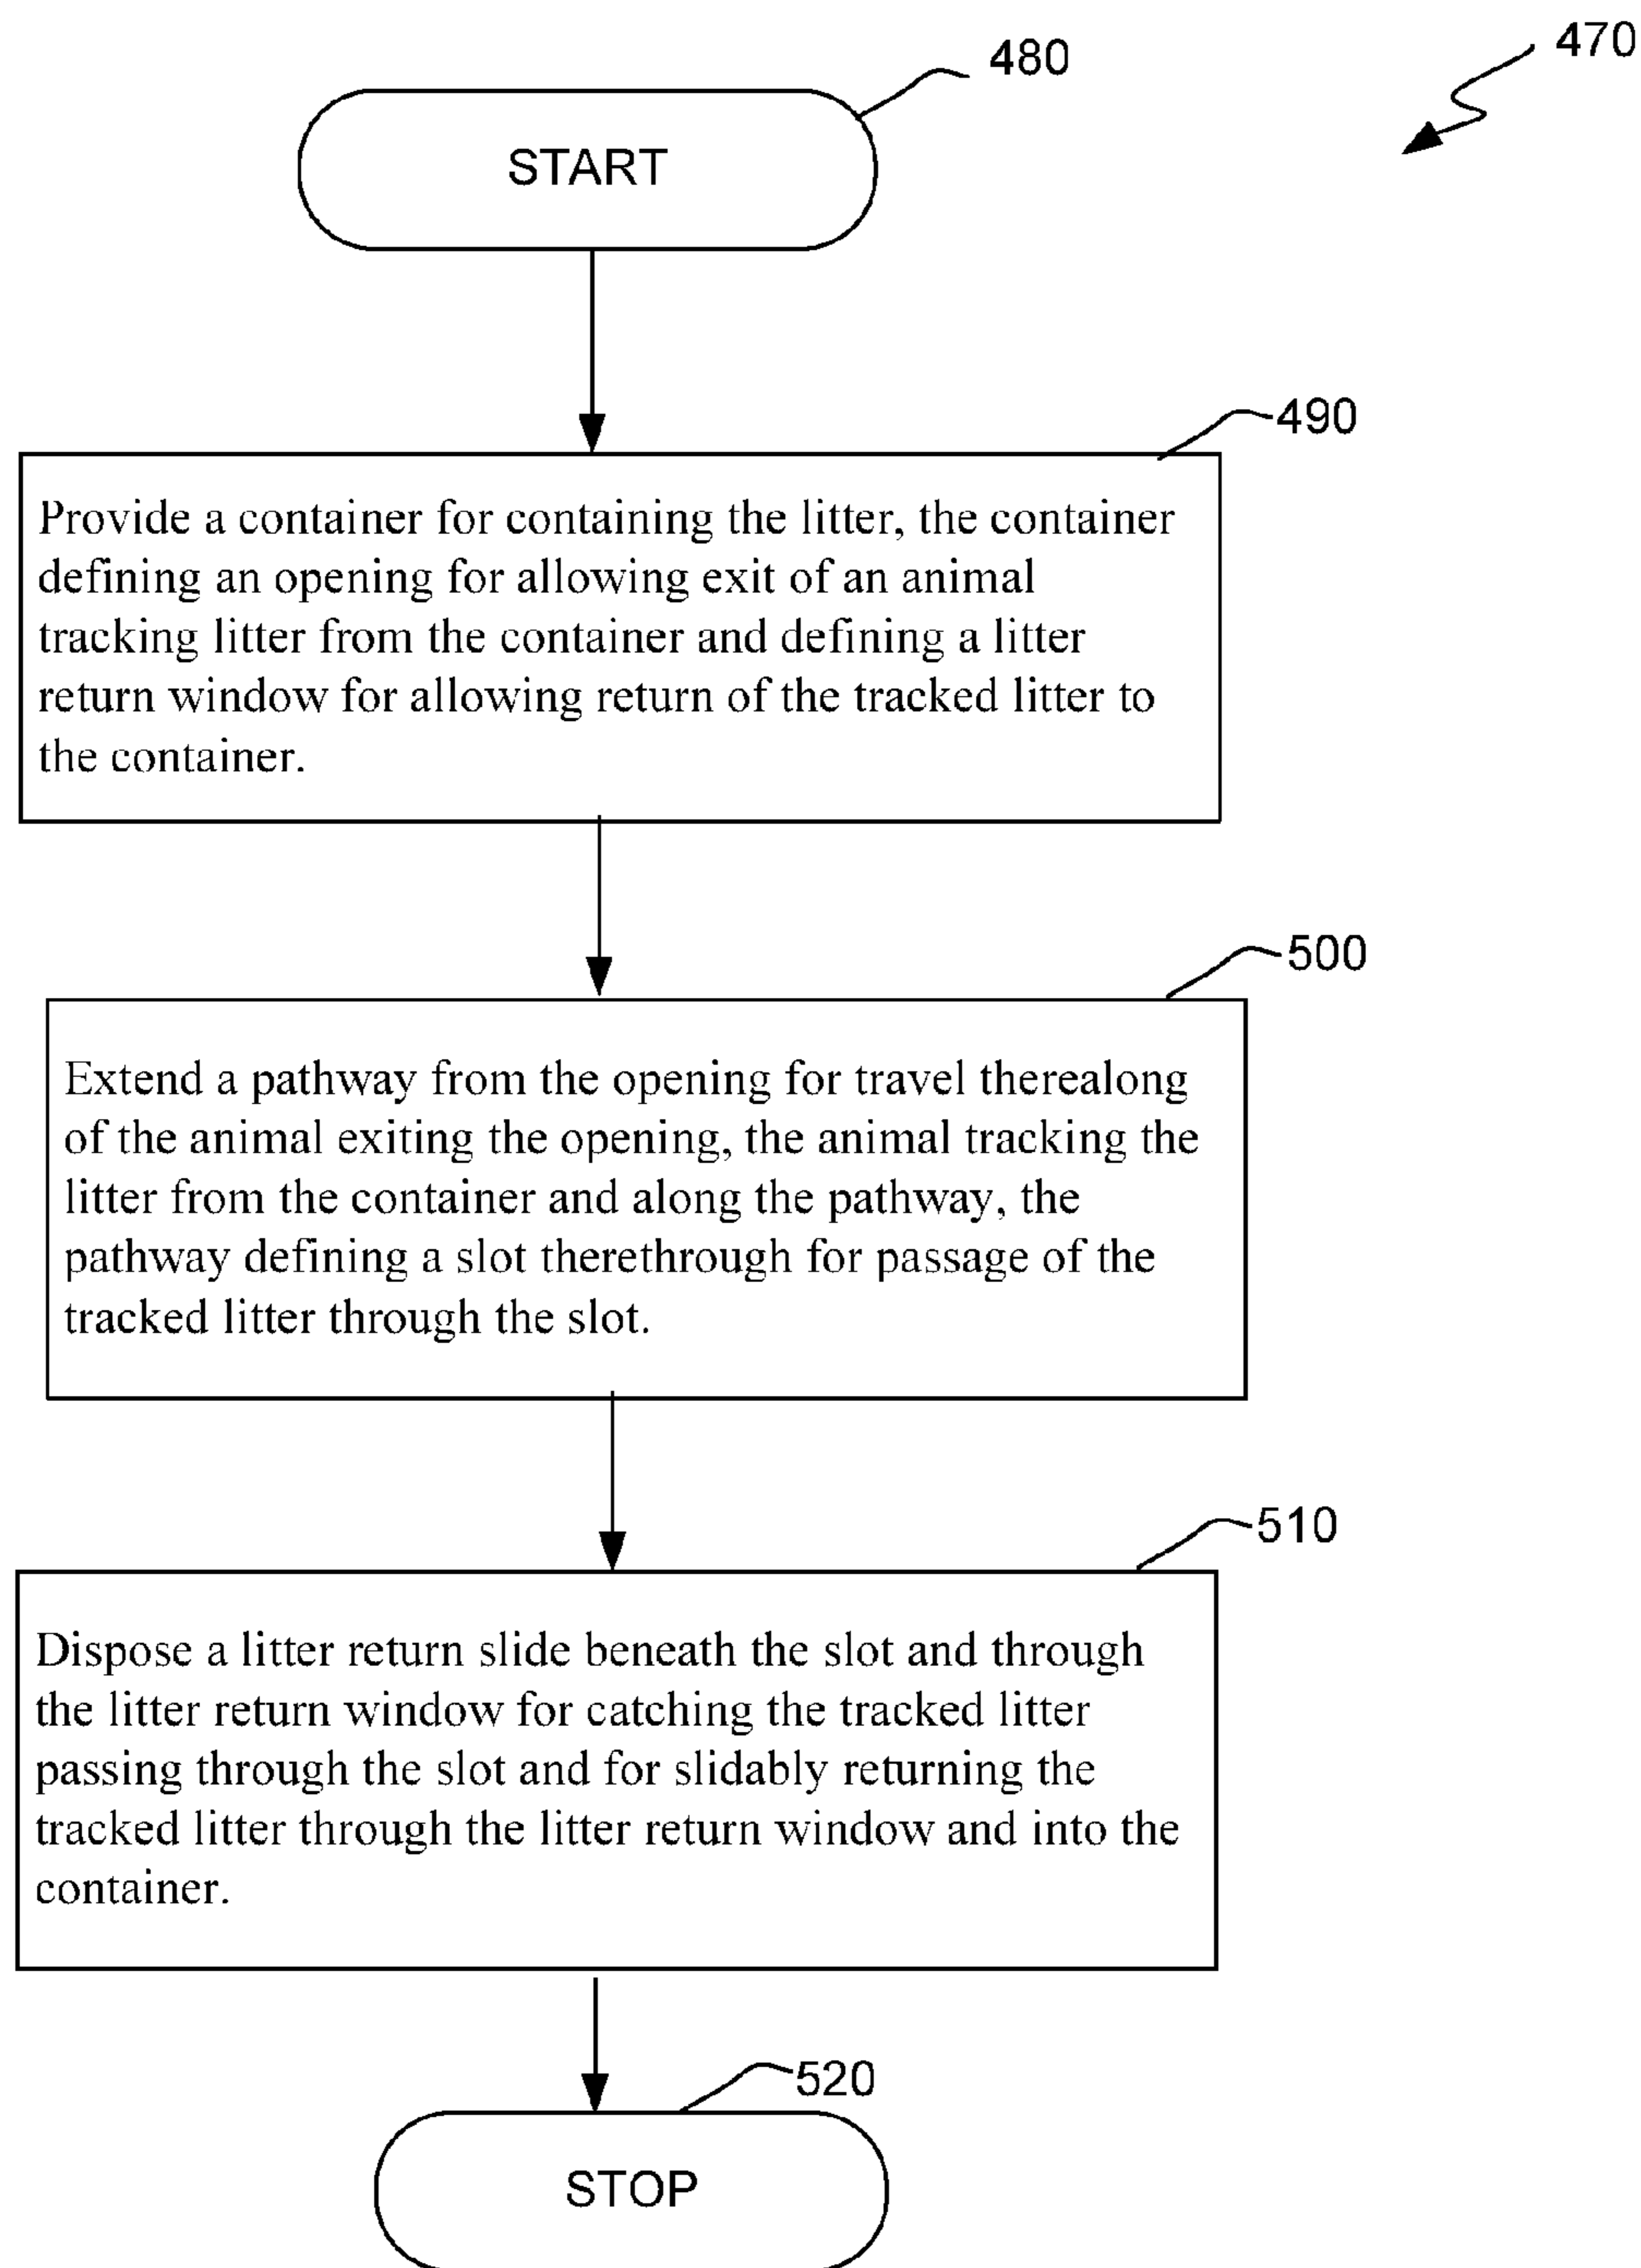 470
480
START
490
Provide a container for containing the litter, the container
defining an opening for allowing exit of an animal
tracking litter from the container and defining a litter
return window for allowing return of the tracked litter to
the container.
500
Extend a pathway from the opening for travel therealong
of the animal exiting the opening, the animal tracking the
litter from the container and along the pathway, the
pathway defining a slot therethrough for passage of the
tracked litter through the slot.
510
Dispose a litter return slide beneath the slot and through
the litter return window for catching the tracked litter
passing through the slot and for slidably returning the
tracked litter through the litter return window and into the
container.
520
STOP